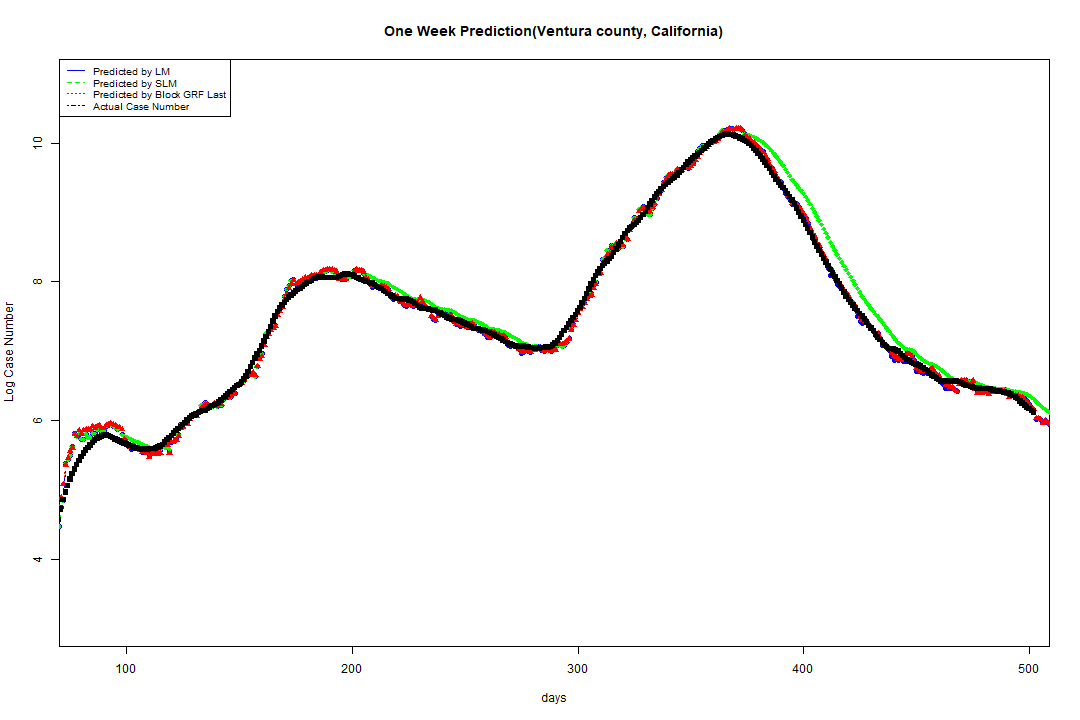 One Week Prediction(Ventura county, California)
Predicted by LM
Predicted by SLM
Predicted by Block GRF Last
Actual Case Number
10
8
6
4
Log Case Number
100 200 300 400 500
days